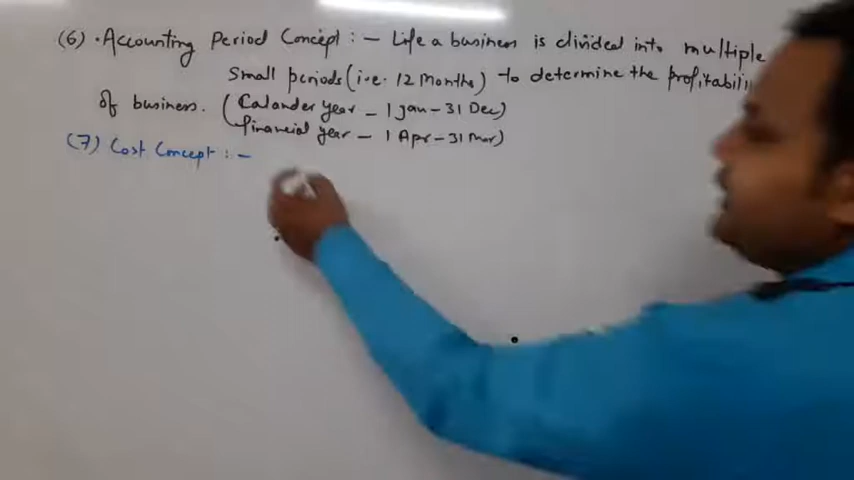 (6) . Accounting Period Concept : - Life a business is divided into multiple
Small periods (i.e. 12 Months) to determine the profitabili
of business. (Calander year - 1 Jan - 31 Dec)
financial year - 1 Apr - 31 Mar)
(7) Cost Concept : -